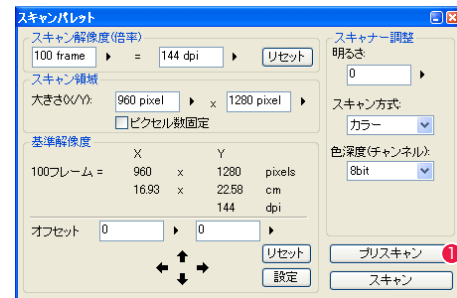 スキャンパレット
スキャン解像度(倍率)
100 frame = 144 dpi リセット
スキャン領域
大きさ(X/Y): 960 pixel × 1280 pixel
ピクセル数固定
基準解像度
X Y
100フレーム = 960 × 1280 pixels
16.93 × 22.58 cm
144 dpi
オフセット 0 0
リセット
設定
スキャナー調整
明るさ:
0
スキャン方式:
カラー
色深度(チャンネル):
8bit
プリスキャン 1
スキャン